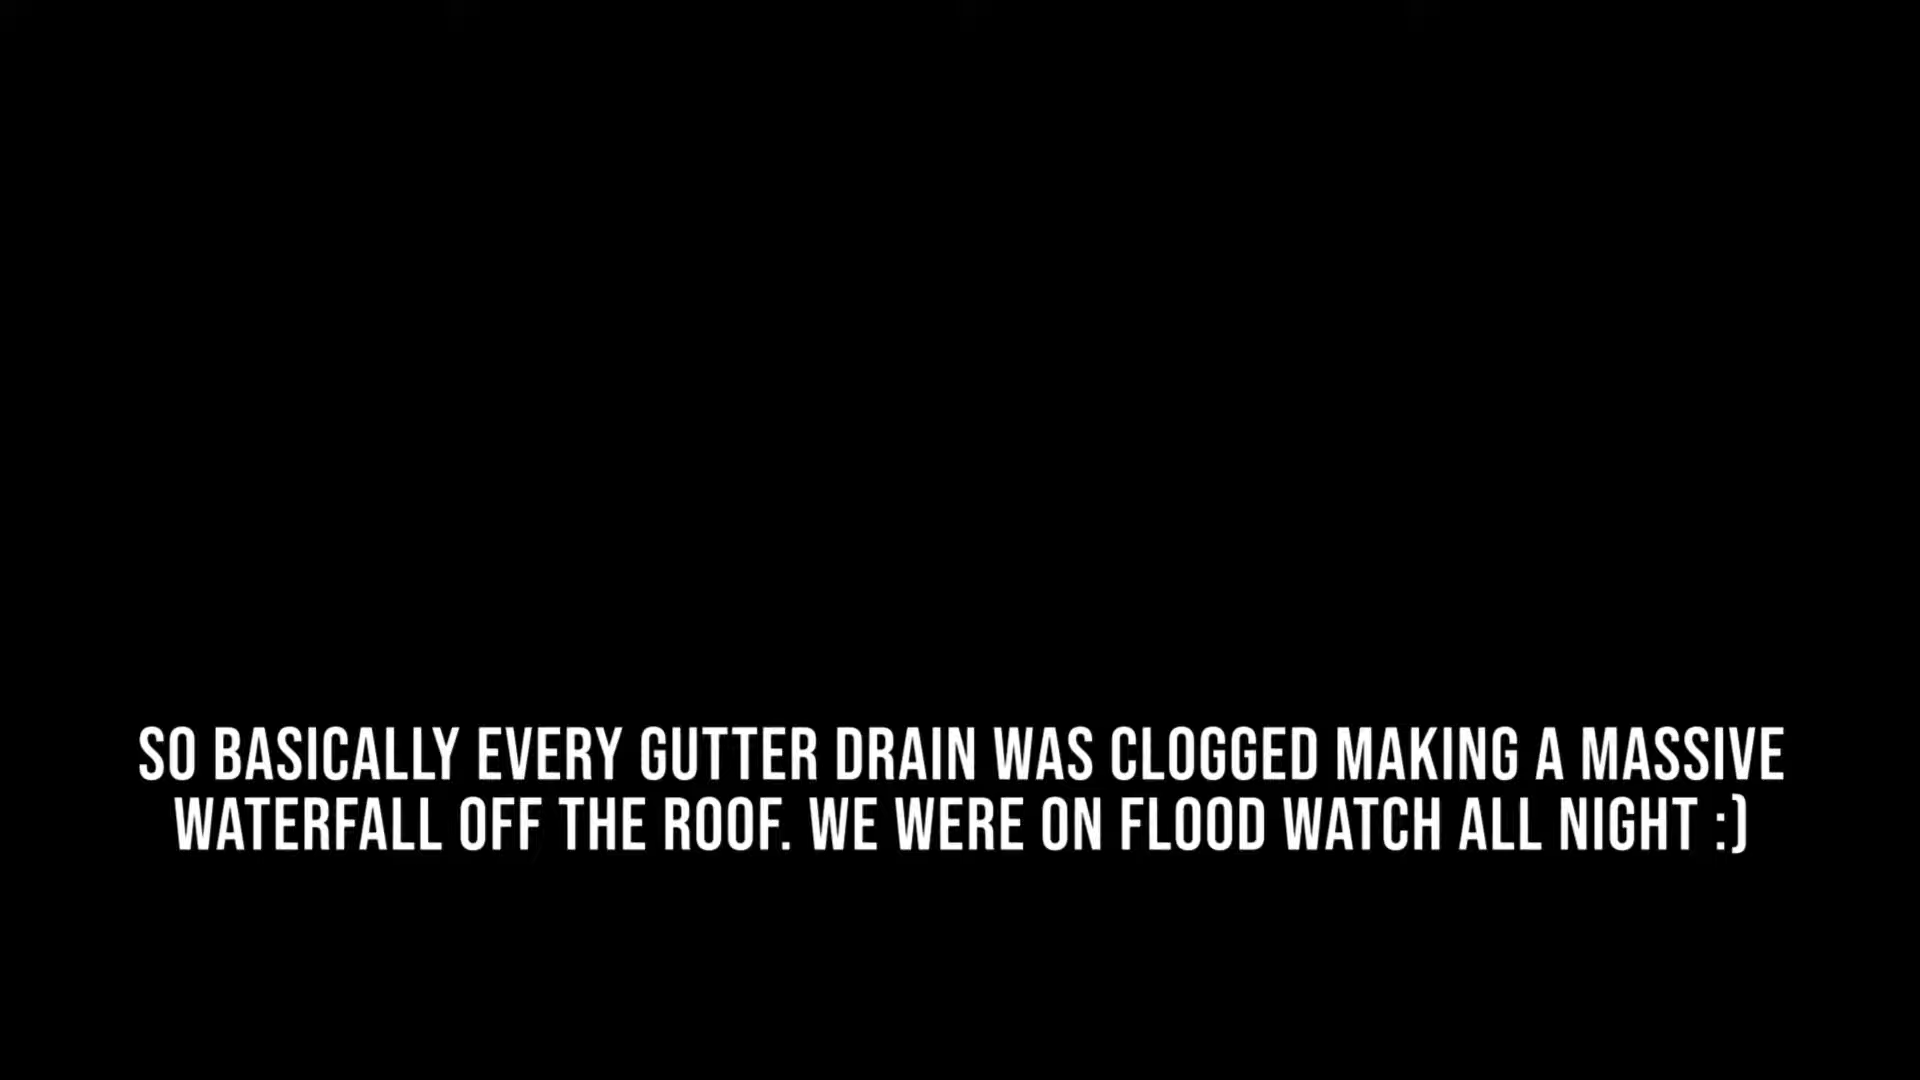 SO BASICALLY EVERY GUTTER DRAIN WAS CLOGGED MAKING A MASSIVE
WATERFALL OFF THE ROOF. WE WERE ON FLOOD WATCH ALL NIGHT :)